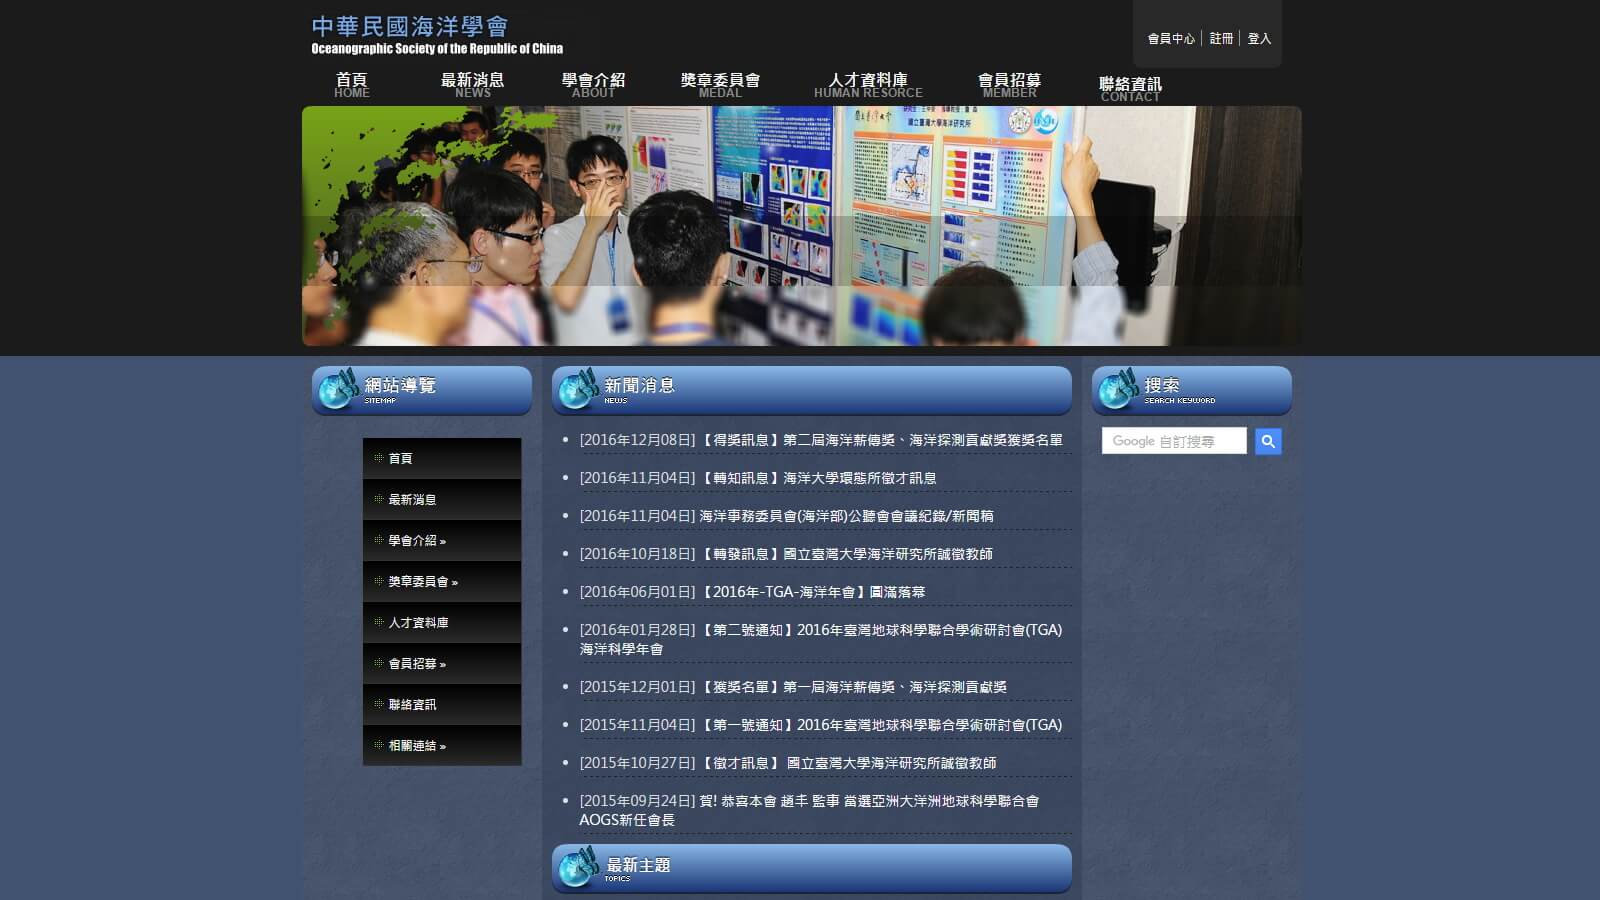 中華民國海洋學會
Oceanographic Society of the Republic of China
會員中心 註冊 登入
首頁 最新消息 學會介紹 獎章委員會 人才資料庫 會員招募 聯絡資訊
HOME NEWS ABOUT MEDAL HUMAN RESORCE MEMBER CONTACT
國立臺灣大學海洋研究所
網站導覽
SITEMAP
首頁
最新消息
學會介紹 »
獎章委員會 »
人才資料庫
會員招募 »
聯絡資訊
相關連結 »
新聞消息
NEWS
[2016年12月08日] 【得獎訊息】第二屆海洋薪傳獎、海洋探測貢獻獎獲獎名單
[2016年11月04日] 【轉知訊息】海洋大學環態所徵才訊息
[2016年11月04日] 海洋事務委員會(海洋部)公聽會會議紀錄/新聞稿
[2016年10月18日] 【轉發訊息】國立臺灣大學海洋研究所誠徵教師
[2016年06月01日] 【2016年-TGA-海洋年會】圓滿落幕
[2016年01月28日] 【第二號通知】2016年臺灣地球科學聯合學術研討會(TGA)
海洋科學年會
[2015年12月01日] 【獲獎名單】第一屆海洋薪傳獎、海洋探測貢獻獎
[2015年11月04日] 【第一號通知】2016年臺灣地球科學聯合學術研討會(TGA)
[2015年10月27日] 【徵才訊息】 國立臺灣大學海洋研究所誠徵教師
[2015年09月24日] 賀! 恭喜本會 趙丰 監事 當選亞洲大洋洲地球科學聯合會
AOGS新任會長
最新主題
TOPICS
搜索
SEARCH KEYWORD
Google 自訂搜尋